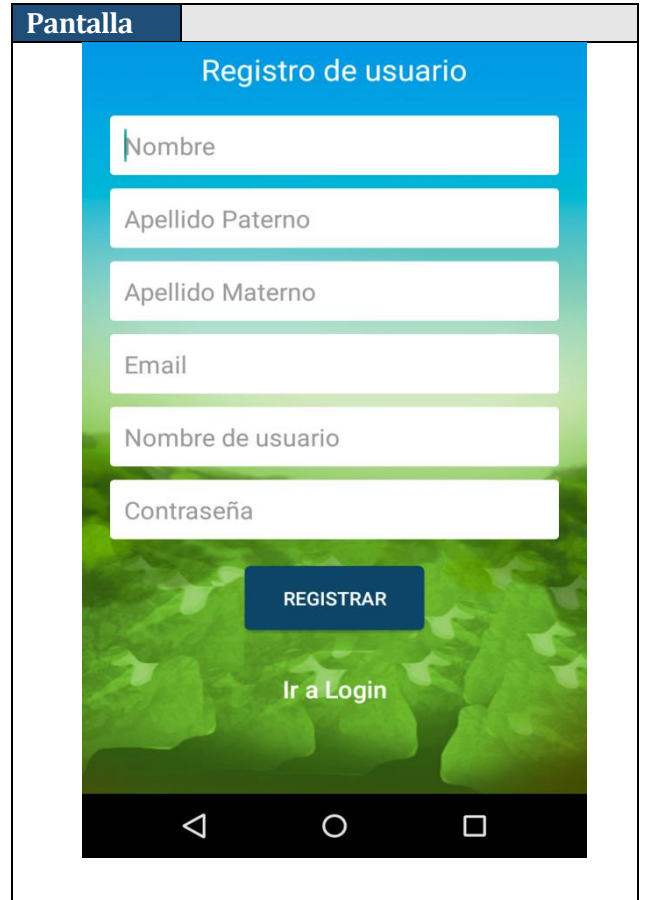 Pantalla
Registro de usuario
Nombre
Apellido Paterno
Apellido Materno
Email
Nombre de usuario
Contraseña
REGISTRAR
Ir a Login